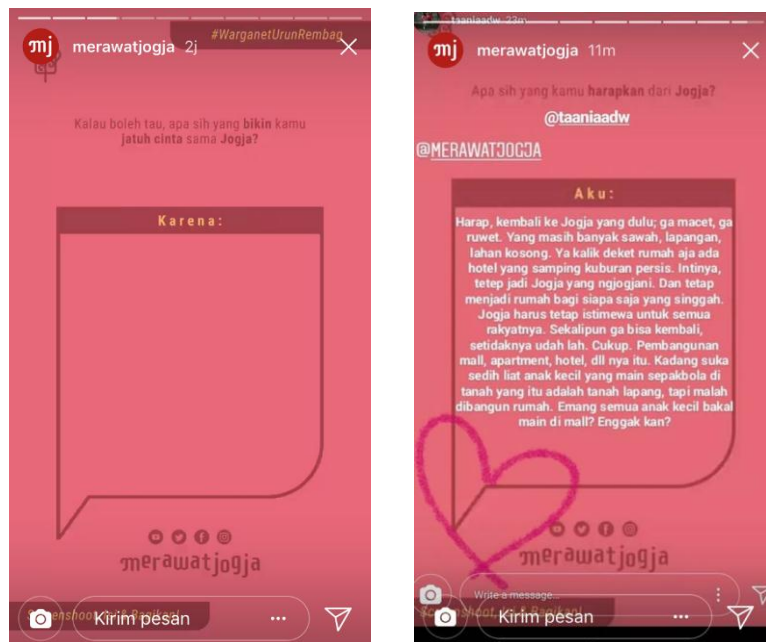 #WarganetUrunRembag
mj merawatjogja 2j
Kalau boleh tau, apa sih yang bikin kamu
jatuh cinta sama Jogja?
Karena:
merawatjogja
Kirim pesan
taaniaadw 23m
mj merawatjogja 11m
Apa sih yang kamu harapkan dari Jogja?
@taaniaadw
@MERAWATJOGJA
Aku:
Harap, kembali ke Jogja yang dulu; ga macet, ga
ruwet. Yang masih banyak sawah, lapangan,
lahan kosong. Ya kalik deket rumah aja ada
hotel yang samping kuburan persis. Intinya,
tetep jadi Jogja yang ngjogjani. Dan tetap
menjadi rumah bagi siapa saja yang singgah.
Jogja harus tetap istimewa untuk semua
rakyatnya. Sekalipun ga bisa kembali,
setidaknya udah lah. Cukup. Pembangunan
mall, apartment, hotel, dll nya itu. Kadang suka
sedih liat anak kecil yang main sepakbola di
tanah yang itu adalah tanah lapang, tapi malah
dibangun rumah. Emang semua anak kecil bakal
main di mall? Enggak kan?
merawatjogja
Write a message...
Kirim pesan